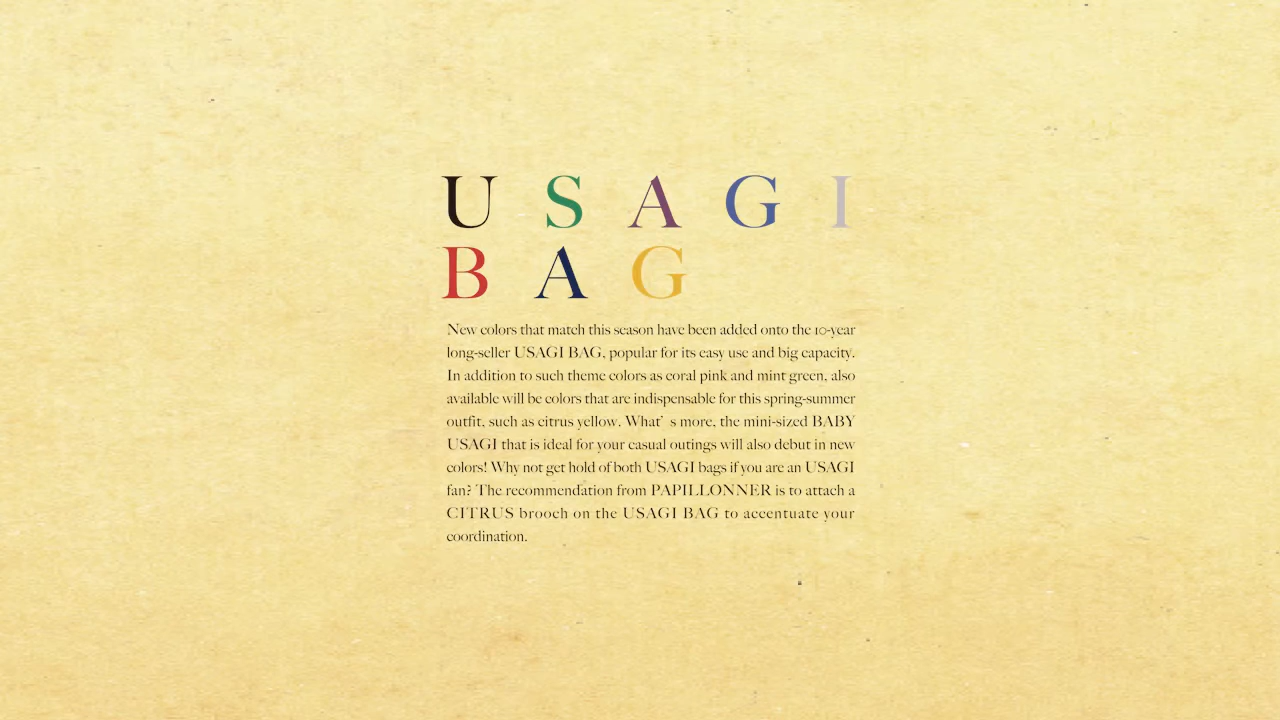 USAGI
BAG
New colors that match this season have been added onto the 10-year
long-seller USAGI BAG, popular for its easy use and big capacity.
In addition to such theme colors as coral pink and mint green, also
available will be colors that are indispensable for this spring-summer
outfit, such as citrus yellow. What’ s more, the mini-sized BABY
USAGI that is ideal for your casual outings will also debut in new
colors! Why not get hold of both USAGI bags if you are an USAGI
fan? The recommendation from PAPILLONNER is to attach a
CITRUS brooch on the USAGI BAG to accentuate your
coordination.